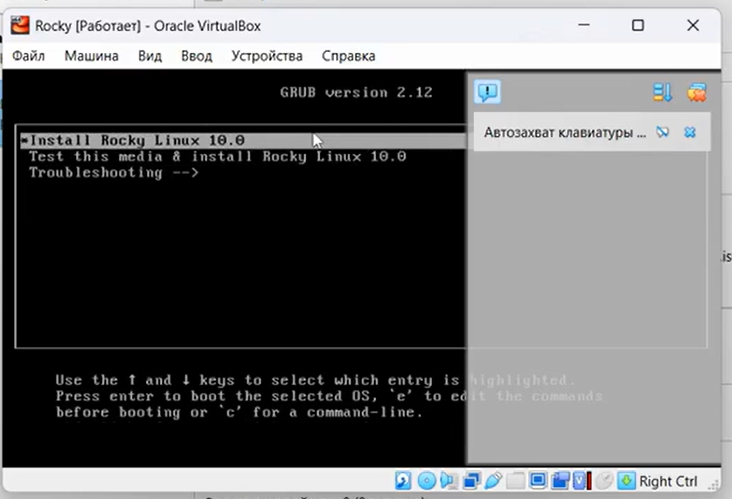 Rocky [Работает] - Oracle VirtualBox
Файл Машина Вид Ввод Устройства Справка
GRUB version 2.12
*Install Rocky Linux 10.0
Test this media & install Rocky Linux 10.0
Troubleshooting -->
Автозахват клавиатуры ...
Use the ↑ and ↓ keys to select which entry is highlighted.
Press enter to boot the selected OS, `e' to edit the commands
before booting or `c' for a command-line.
Right Ctrl